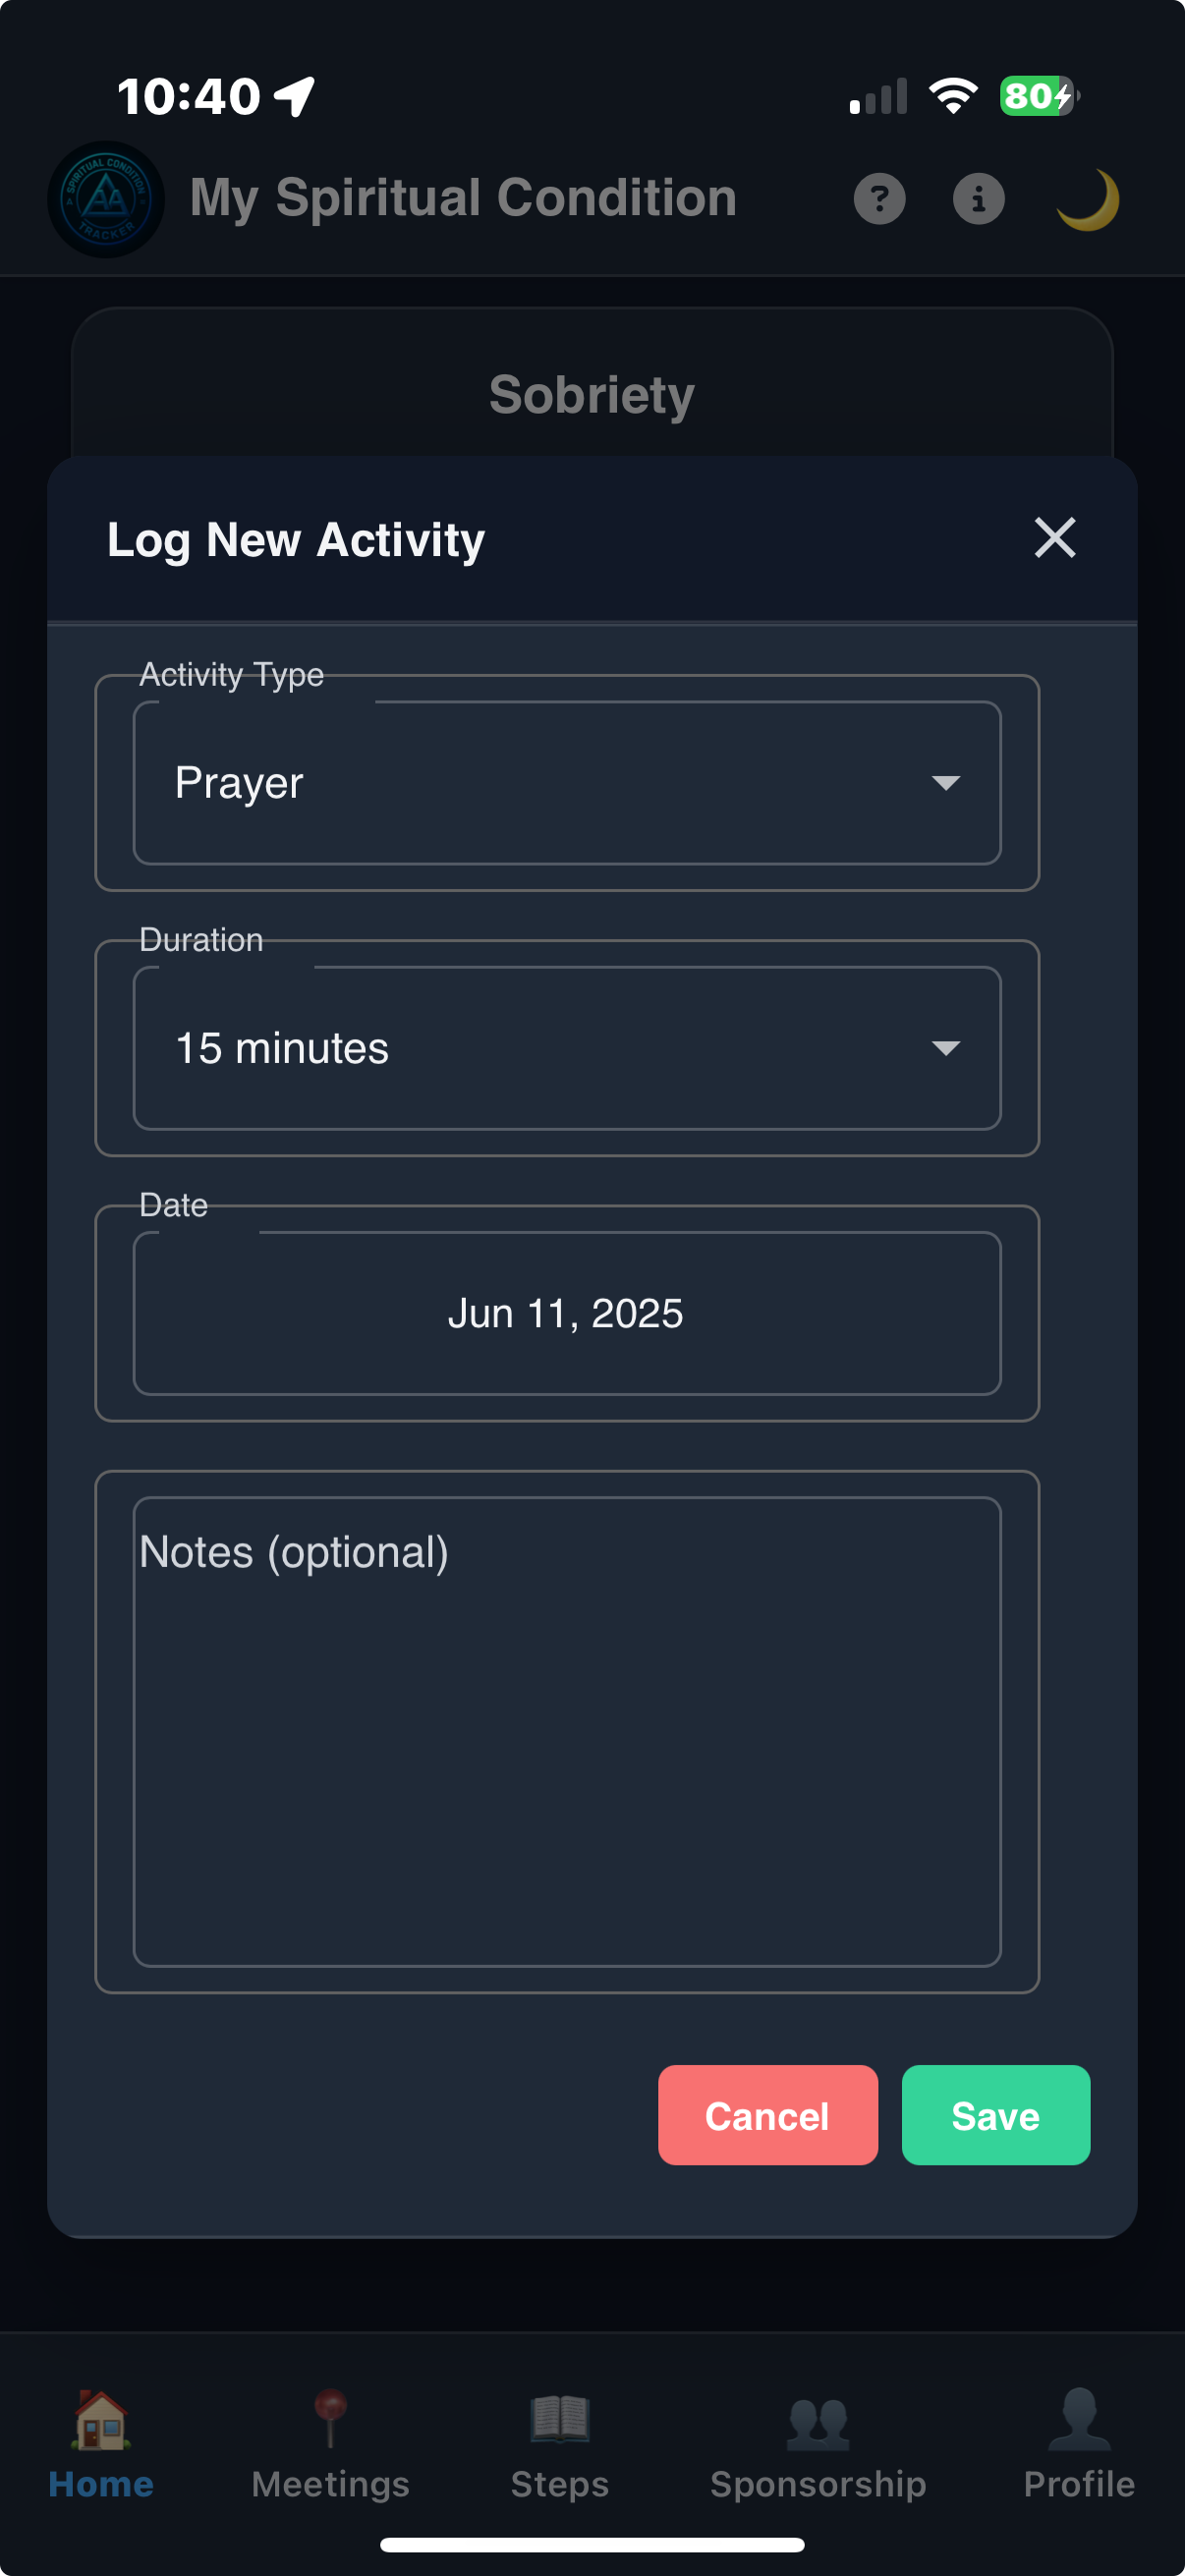 10:40
80
SPIRITUAL CONDITION
AA
TRACKER
My Spiritual Condition
?
i
Sobriety
Log New Activity
Activity Type
Prayer
Duration
15 minutes
Date
Jun 11, 2025
Notes (optional)
Cancel Save
Home Meetings Steps Sponsorship Profile